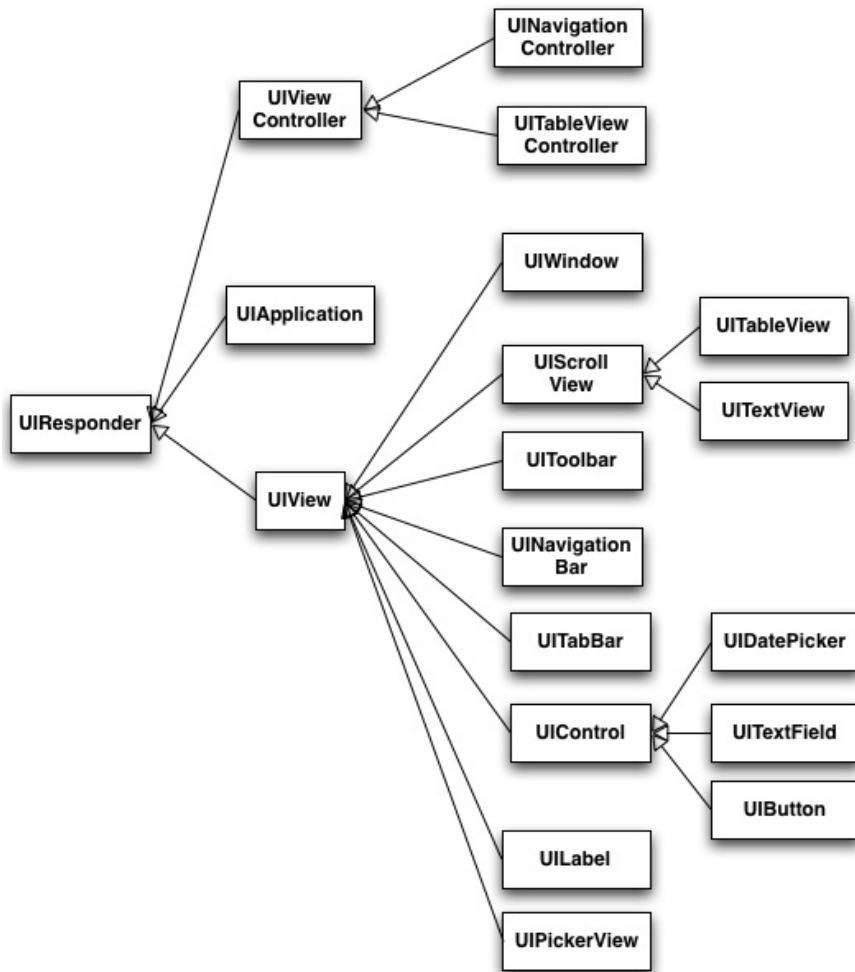 UINavigation
Controller
UIView
Controller
UITableView
Controller
UIWindow
UIApplication
UITableView
UIScroll
View
UITextView
UIResponder
UIToolbar
UIView
UINavigation
Bar
UITabBar
UIDatePicker
UIControl
UITextField
UIButton
UILabel
UIPickerView